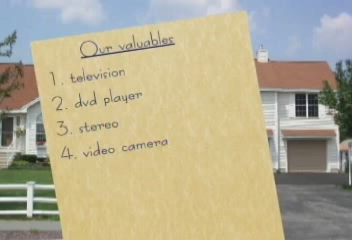 Our valuables
1. television
2. dvd player
3. stereo
4. video camera